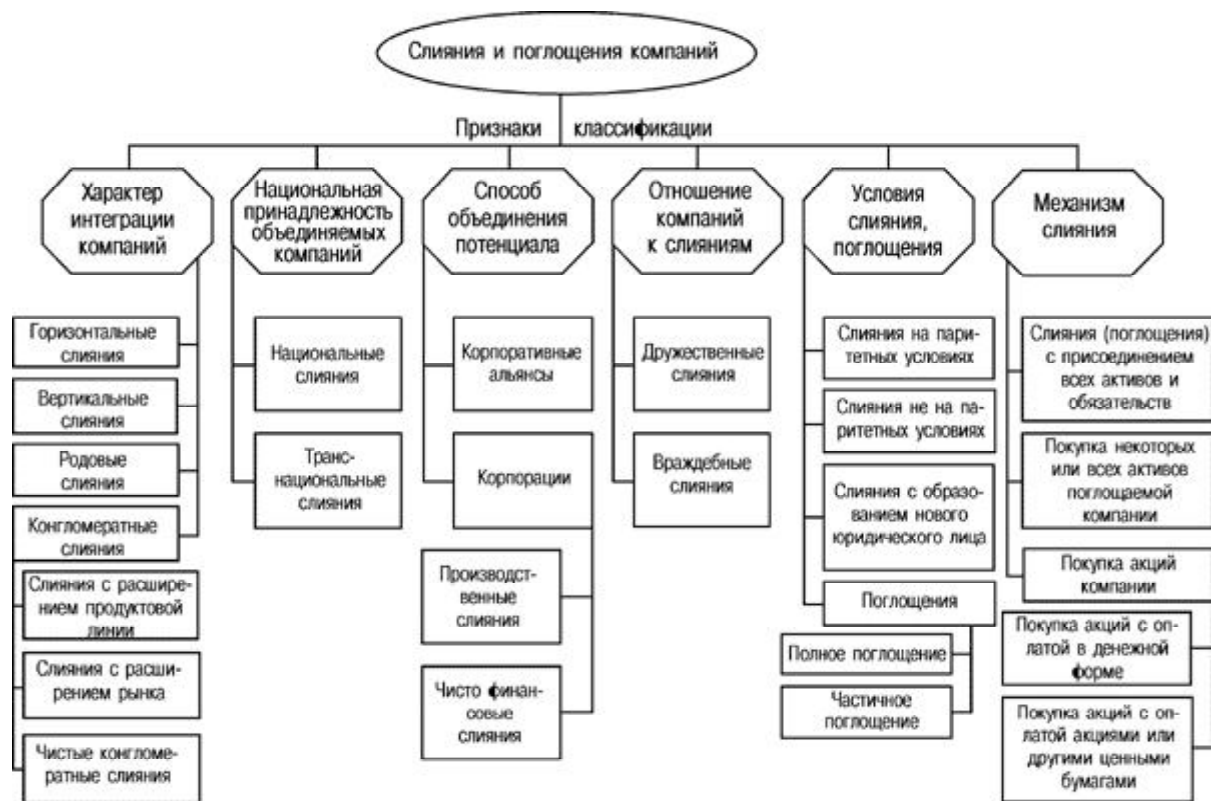 Слияния и поглощения компаний
Признаки классификации
Характер
интеграции
компаний
Национальная
принадлежность
объединяемых
компаний
Способ
объединения
потенциала
Отношение
компаний
к слияниям
Условия
слияния,
поглощения
Механизм
слияния
Горизонтальные
слияния
Вертикальные
слияния
Родовые
слияния
Конгломератные
слияния
Слияния с расшире-
нием продуктовой
линии
Слияния с расши-
рением рынка
Чистые конгломе-
ратные слияния
Национальные
слияния
Транс-
национальные
слияния
Корпоративные
альянсы
Корпорации
Производст-
венные
слияния
Чисто финан-
совые
слияния
Дружественные
слияния
Враждебные
слияния
Слияния на пари-
тетных условиях
Слияния не на па-
ритетных условиях
Слияния с образо-
ванием нового
юридического лица
Поглощения
Полное поглощение
Частичное
поглощение
Слияния (поглощения)
с присоединением
всех активов и
обязательств
Покупка некоторых
или всех активов
поглощаемой
компании
Покупка акций
компании
Покупка акций с оп-
латой в денежной
форме
Покупка акций с оп-
латой акциями или
другими ценными
бумагами